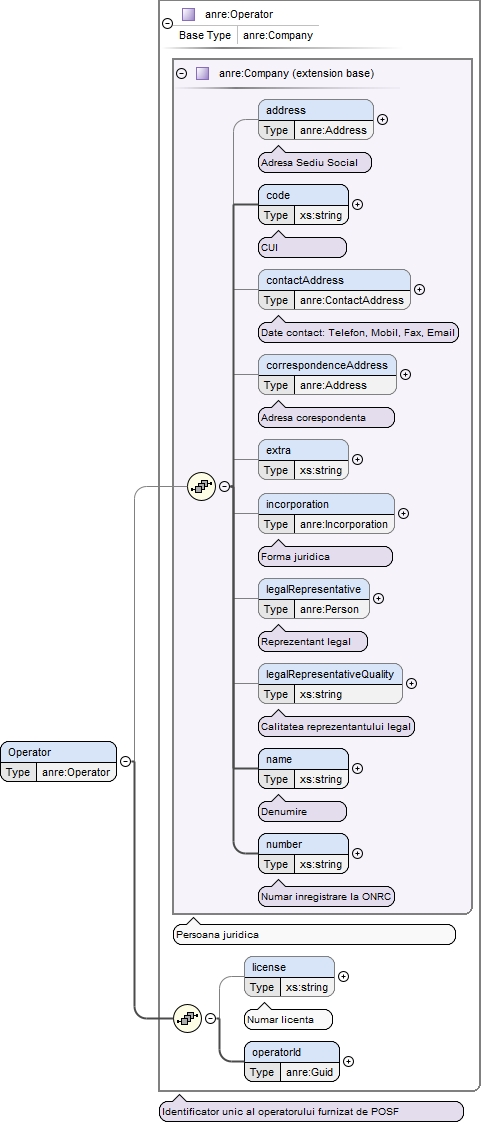 anre:Operator
Base Type anre:Company
anre:Company (extension base)
address
Type anre:Address
Adresa Sediu Social
code
Type xs:string
CUI
contactAddress
Type anre:ContactAddress
Date contact: Telefon, Mobil, Fax, Email
correspondenceAddress
Type anre:Address
Adresa corespondenta
extra
Type xs:string
incorporation
Type anre:Incorporation
Forma juridica
legalRepresentative
Type anre:Person
Reprezentant legal
legalRepresentativeQuality
Type xs:string
Calitatea reprezentantului legal
Operator
Type anre:Operator
name
Type xs:string
Denumire
number
Type xs:string
Numar inregistrare la ONRC
Persoana juridica
license
Type xs:string
Numar licenta
operatorId
Type anre:Guid
Identificator unic al operatorului furnizat de POSF